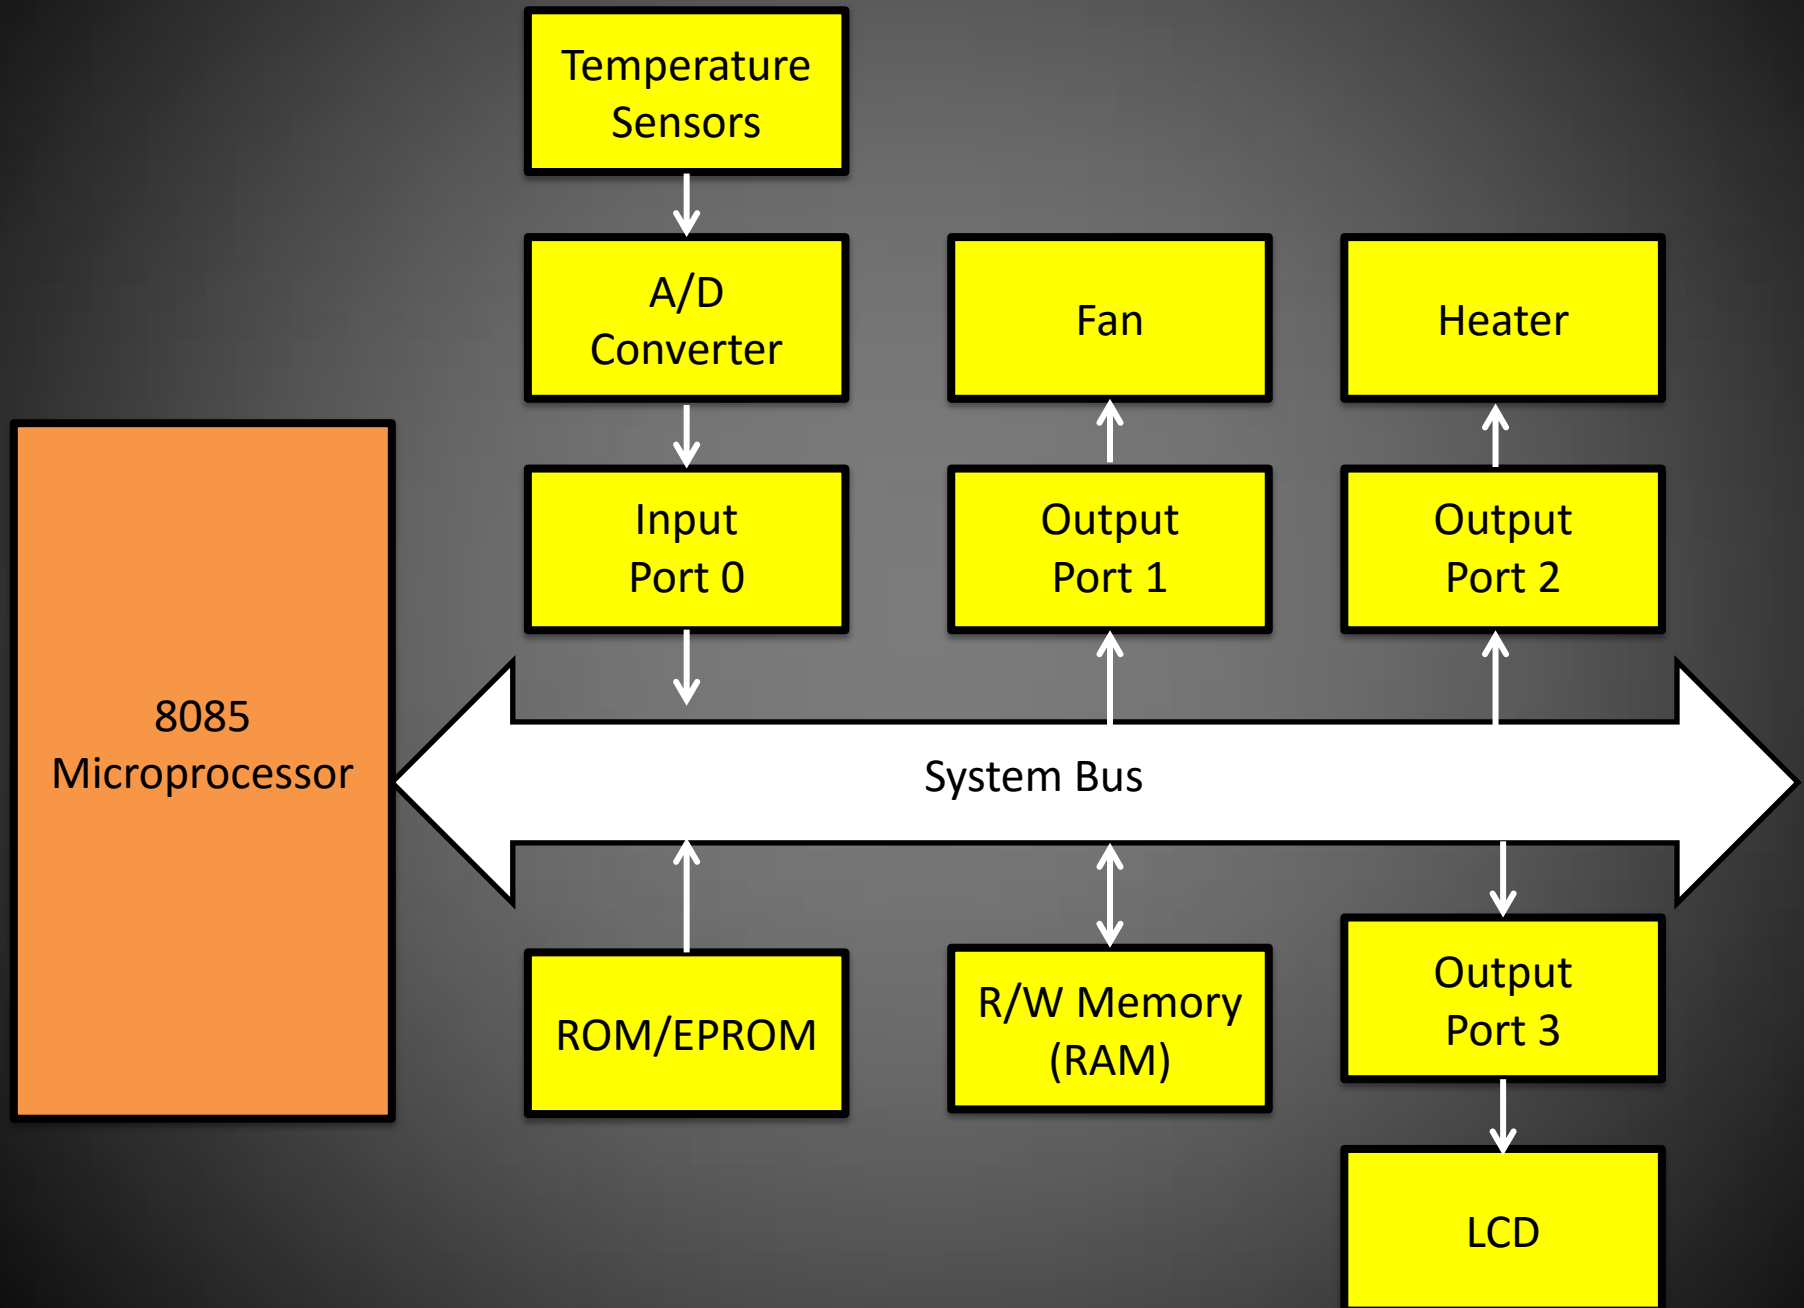 Temperature
Sensors
A/D
Converter
Fan
Heater
Input
Port 0
Output
Port 1
Output
Port 2
8085
Microprocessor
System Bus
ROM/EPROM
R/W Memory
(RAM)
Output
Port 3
LCD